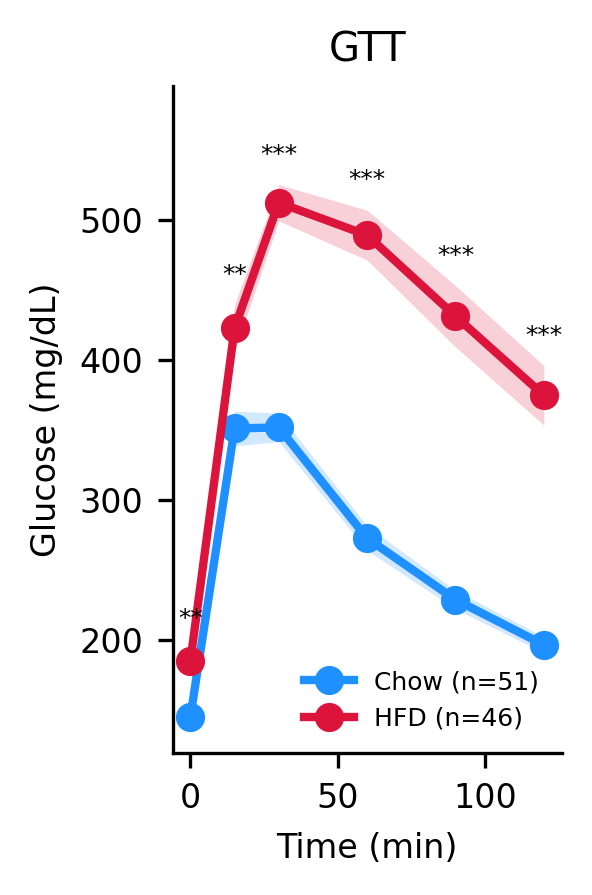 GTT
***
***
**
***
***
**
500
400
300
200
Glucose (mg/dL)
Chow (n=51)
HFD (n=46)
0 50 100
Time (min)